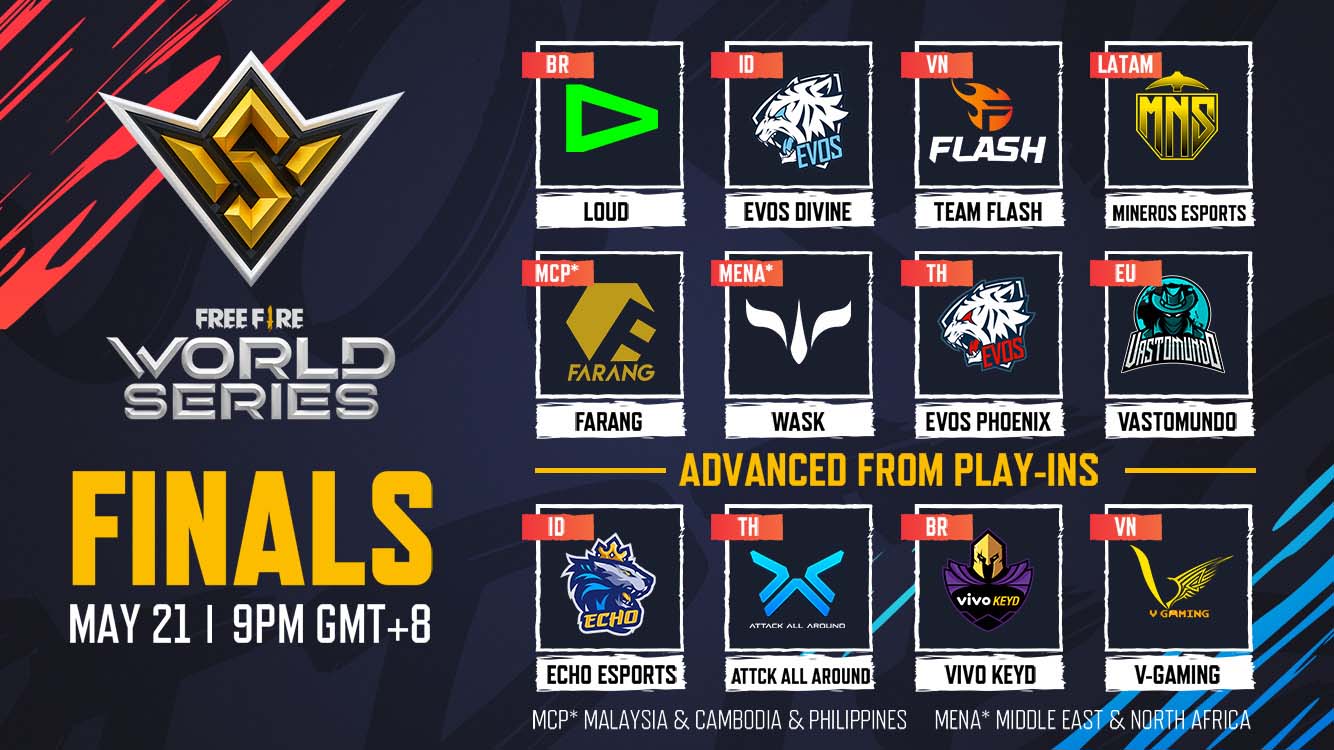 FREE FIRE
WORLD
SERIES
FINALS
MAY 21 | 9PM GMT+8
BR
LOUD
ID
EVOS
EVOS DIVINE
VN
FLASH
TEAM FLASH
LATAM
MNS
MINEROS ESPORTS
MCP*
FARANG
FARANG
MENA*
WASK
TH
EVOS
EVOS PHOENIX
EU
VASTOMUNDO
VASTOMUNDO
ADVANCED FROM PLAY-INS
ID
ECHO
ECHO ESPORTS
TH
ATTACK ALL AROUND
ATTCK ALL AROUND
BR
vivo KEYD
VIVO KEYD
VN
V GAMING
V-GAMING
MCP* MALAYSIA & CAMBODIA & PHILIPPINES
MENA* MIDDLE EAST & NORTH AFRICA